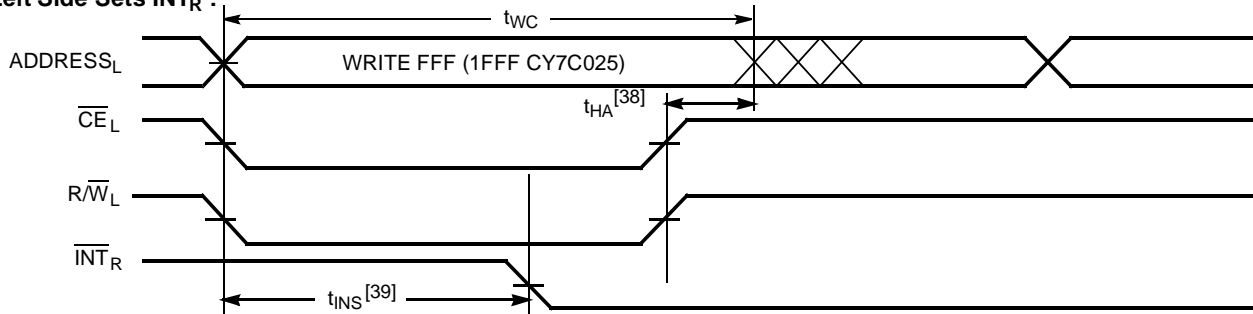 Left Side Sets INTR :
tWC
ADDRESSL
WRITE FFF (1FFF CY7C025)
tHA[38]
CEL
R/WL
INTR
tINS[39]